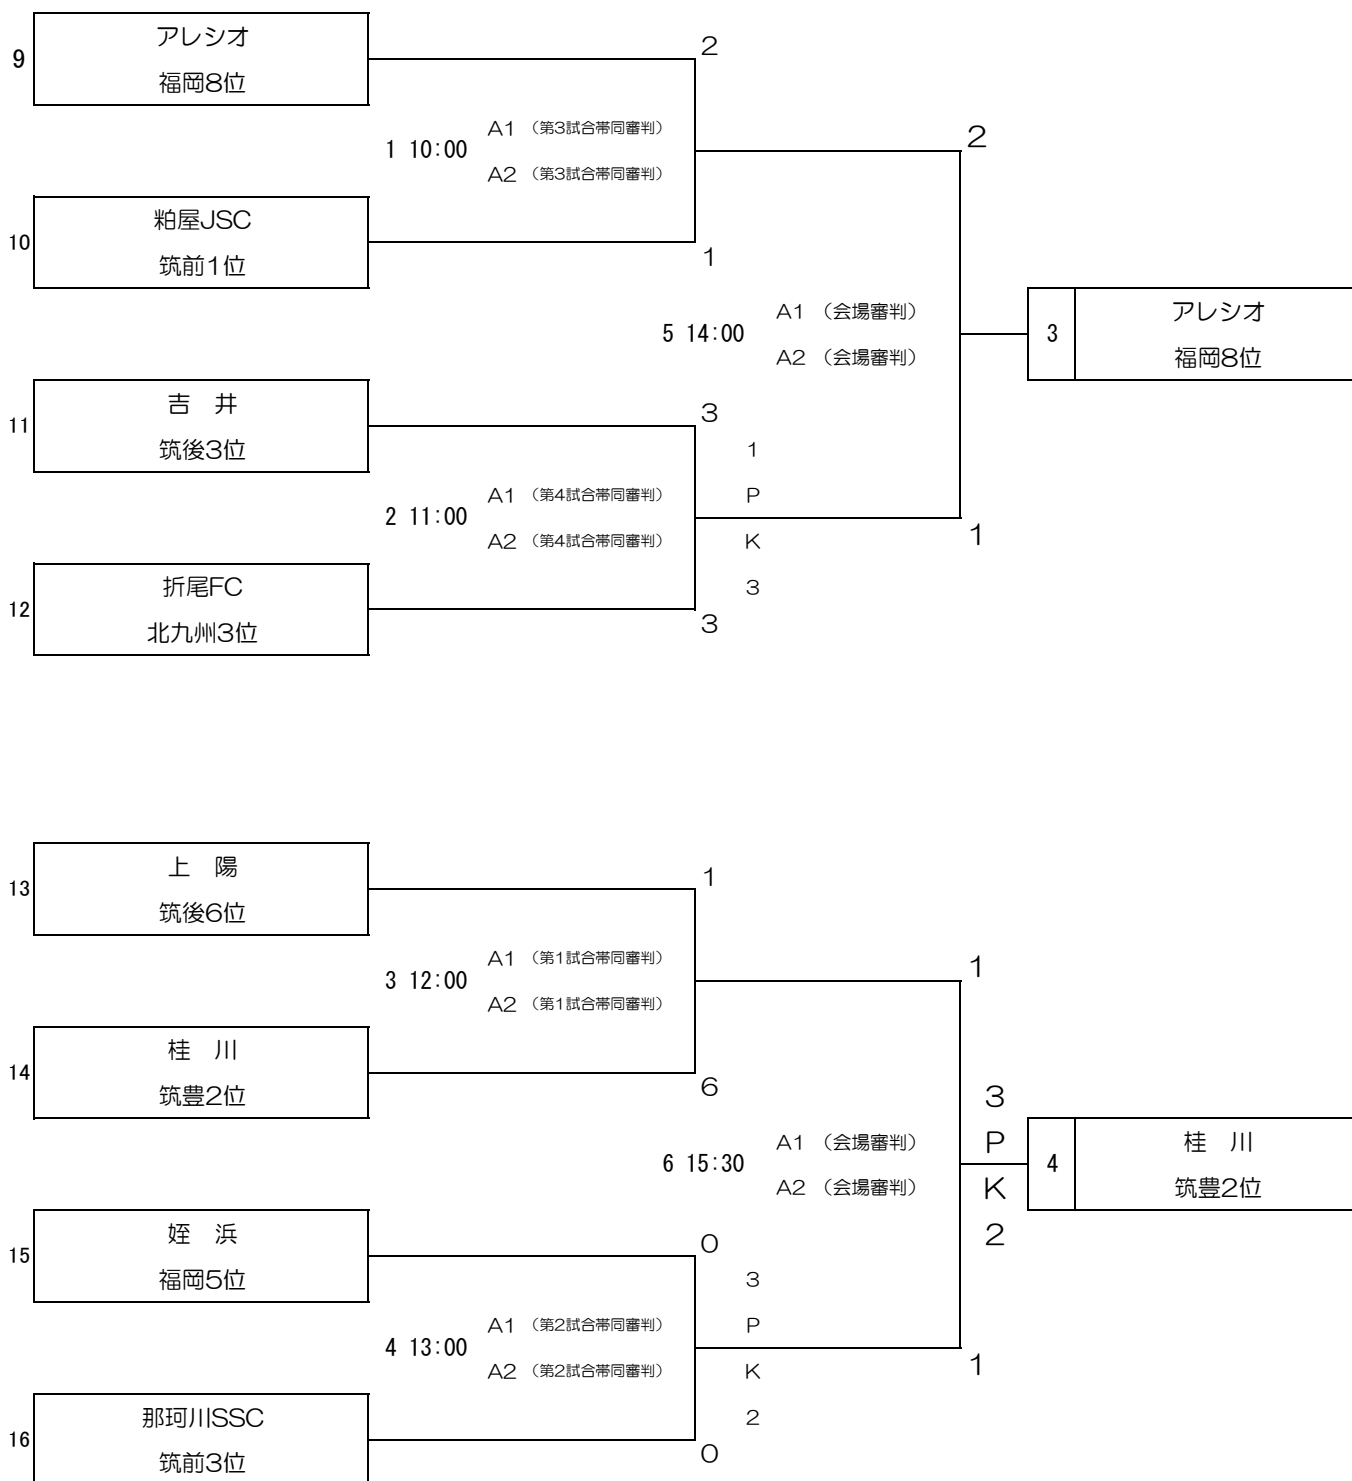 アレシオ
2
9
福岡8位
1 10:00
A1 （第3試合帯同審判）
A2 （第3試合帯同審判）
2
粕屋JSC
10
筑前1位
1
5 14:00
A1 （会場審判）
A2 （会場審判）
3
アレシオ
福岡8位
吉　井
11
筑後3位
3
1
P
K
3
2 11:00
A1 （第4試合帯同審判）
A2 （第4試合帯同審判）
1
折尾FC
12
北九州3位
3
上　陽
13
筑後6位
1
3 12:00
A1 （第1試合帯同審判）
A2 （第1試合帯同審判）
1
桂　川
14
筑豊2位
6
6 15:30
A1 （会場審判）
A2 （会場審判）
3
P
K
2
4
桂　川
筑豊2位
姪　浜
15
福岡5位
0
3
P
K
2
4 13:00
A1 （第2試合帯同審判）
A2 （第2試合帯同審判）
1
那珂川SSC
16
筑前3位
0